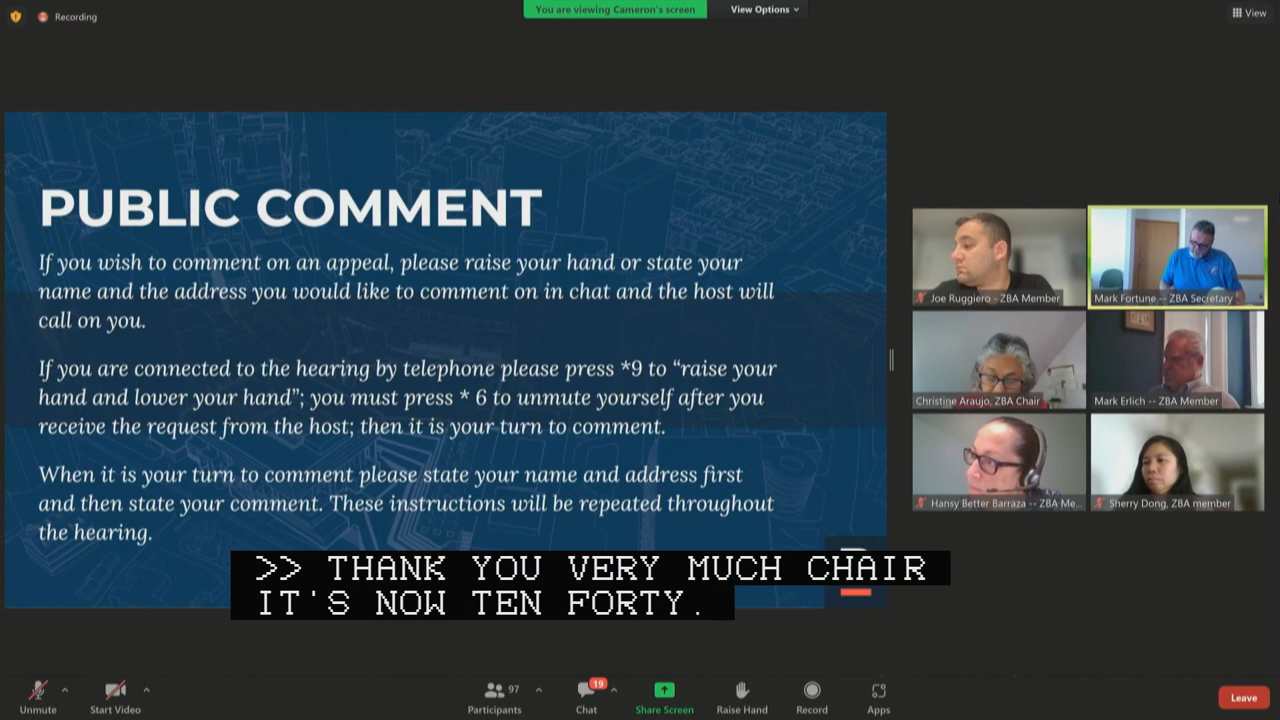 Recording
You are viewing Cameron's screen
View Options
View
PUBLIC COMMENT
If you wish to comment on an appeal, please raise your hand or state your
name and the address you would like to comment on in chat and the host will
call on you.
If you are connected to the hearing by telephone please press *9 to “raise your
hand and lower your hand”; you must press * 6 to unmute yourself after you
receive the request from the host; then it is your turn to comment.
When it is your turn to comment please state your name and address first
and then state your comment. These instructions will be repeated throughout
the hearing.
>> THANK YOU VERY MUCH CHAIR
IT'S NOW TEN FORTY.
Joe Ruggiero - ZBA Member
Mark Fortune -- ZBA Secretary
Christine Araujo, ZBA Chair
Mark Erlich -- ZBA Member
Hansy Better Barraza -- ZBA Me...
Sherry Dong, ZBA member
Unmute
Start Video
97
Participants
19
Chat
Share Screen
Raise Hand
Record
Apps
Leave